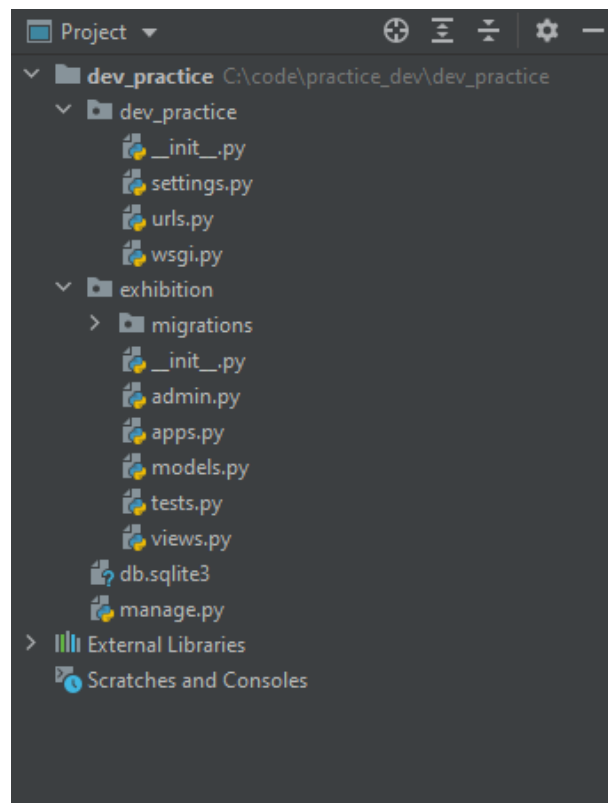 Project
dev_practice C:\code\practice_dev\dev_practice
dev_practice
__init__.py
settings.py
urls.py
wsgi.py
exhibition
migrations
__init__.py
admin.py
apps.py
models.py
tests.py
views.py
db.sqlite3
manage.py
External Libraries
Scratches and Consoles